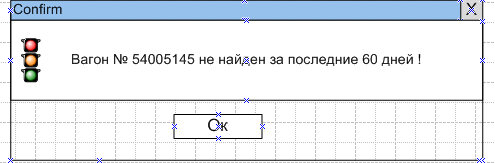 Confirm X
Вагон № 54005145 не найден за последние 60 дней !
Ок